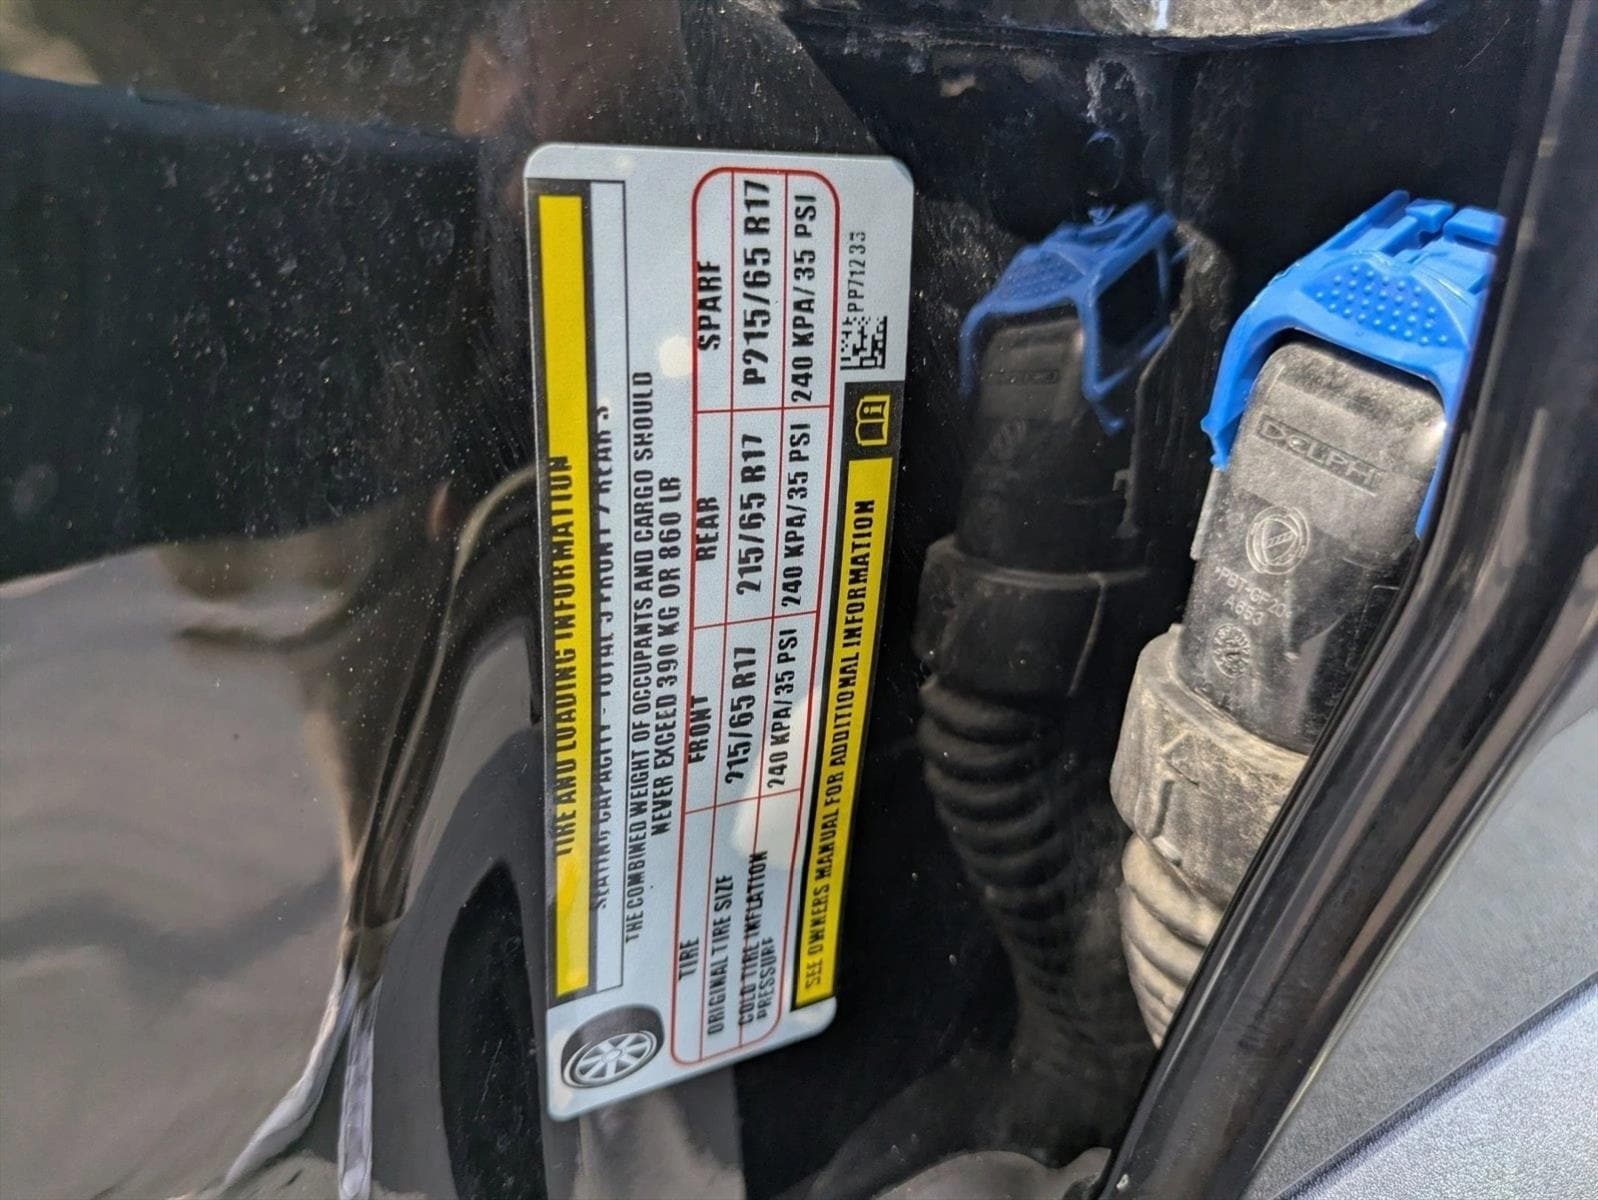 TIRE AND LOADING INFORMATION
SEATING CAPACITY - TOTAL 5 FRONT 2 REAR 3
THE COMBINED WEIGHT OF OCCUPANTS AND CARGO SHOULD
NEVER EXCEED 390 KG OR 860 LB
TIRE FRONT REAR SPARE
ORIGINAL TIRE SIZE 215/65 R17 215/65 R17 P215/65 R17
COLD TIRE INFLATION
PRESSURE 240 KPA/35 PSI 240 KPA/35 PSI 240 KPA/35 PSI
SEE OWNERS MANUAL FOR ADDITIONAL INFORMATION
PP71233
DELPHI
A653